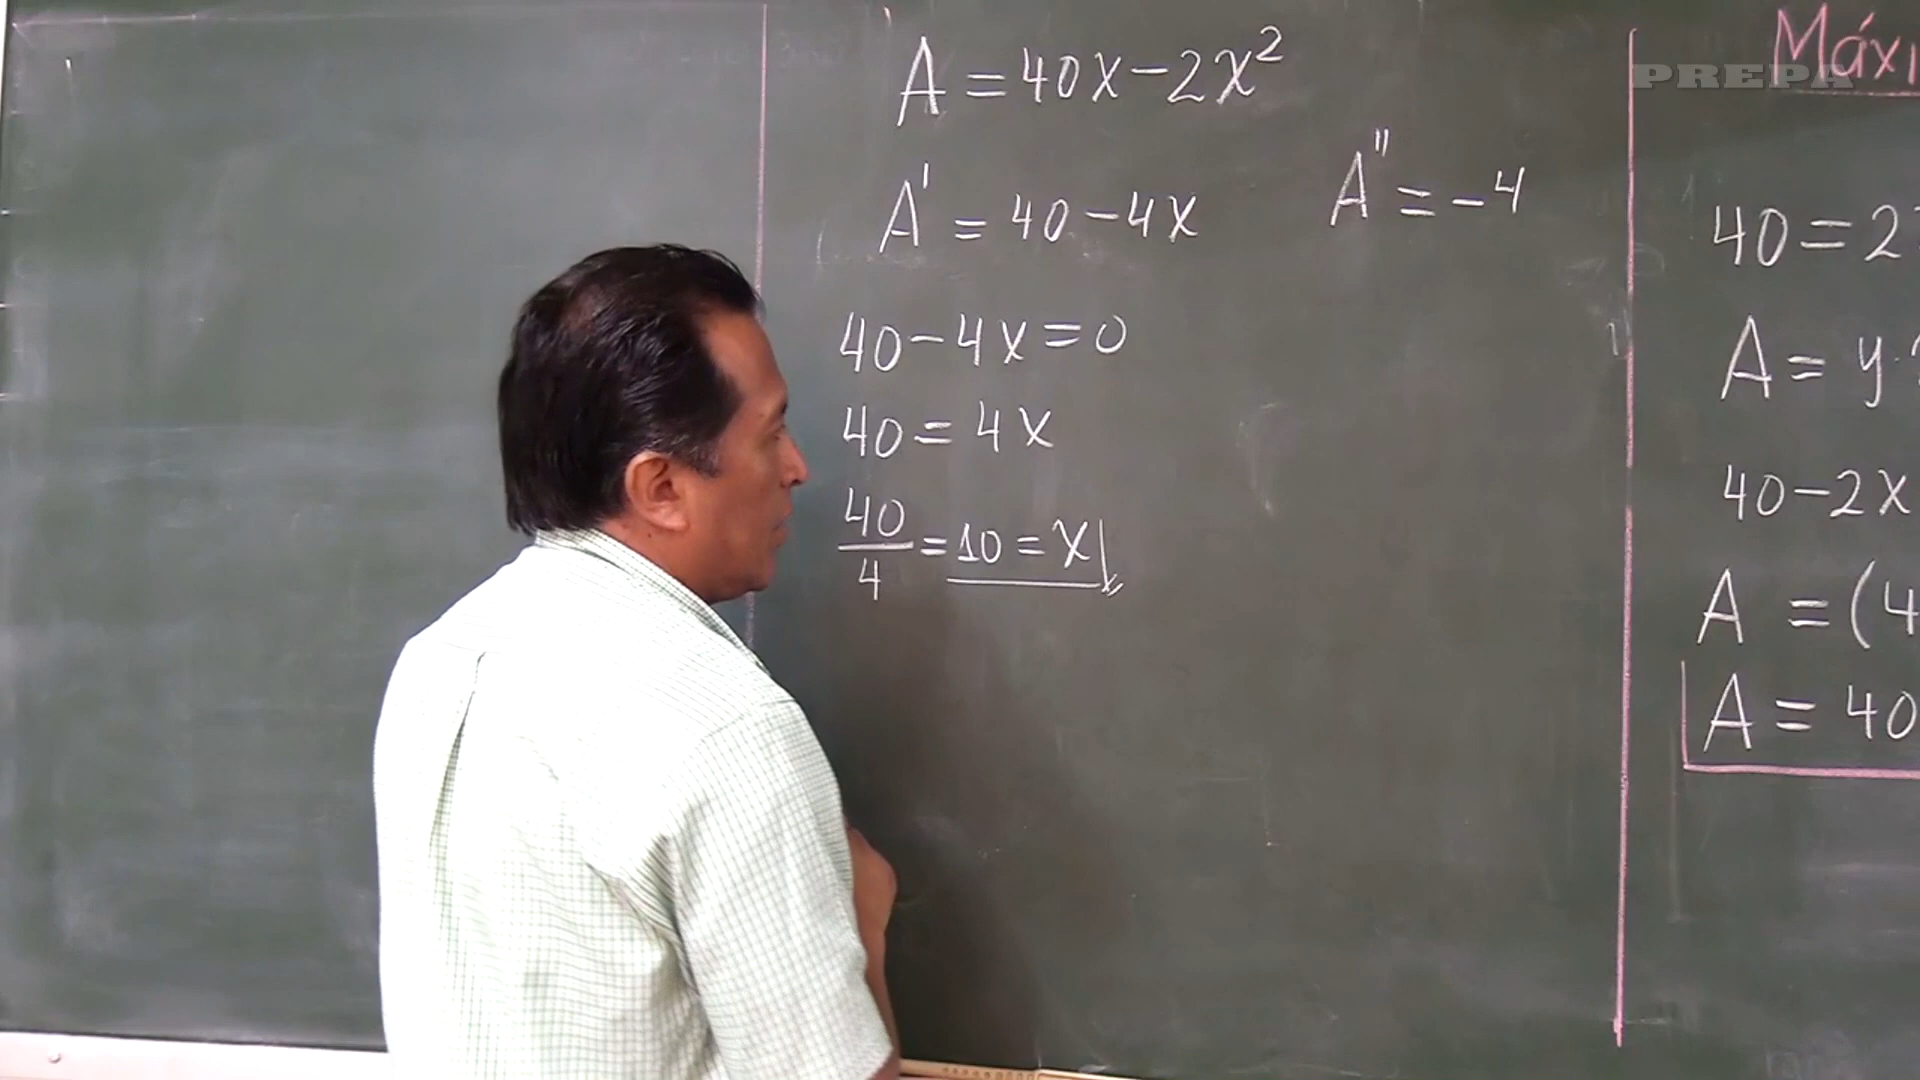 A = 40x - 2x²
A' = 40 - 4x
A'' = -4
40 - 4x = 0
40 = 4x
40/4 = 10 = x
Máxi
PREPA
40 = 2
A = y·
40 - 2x
A = (4
A = 40